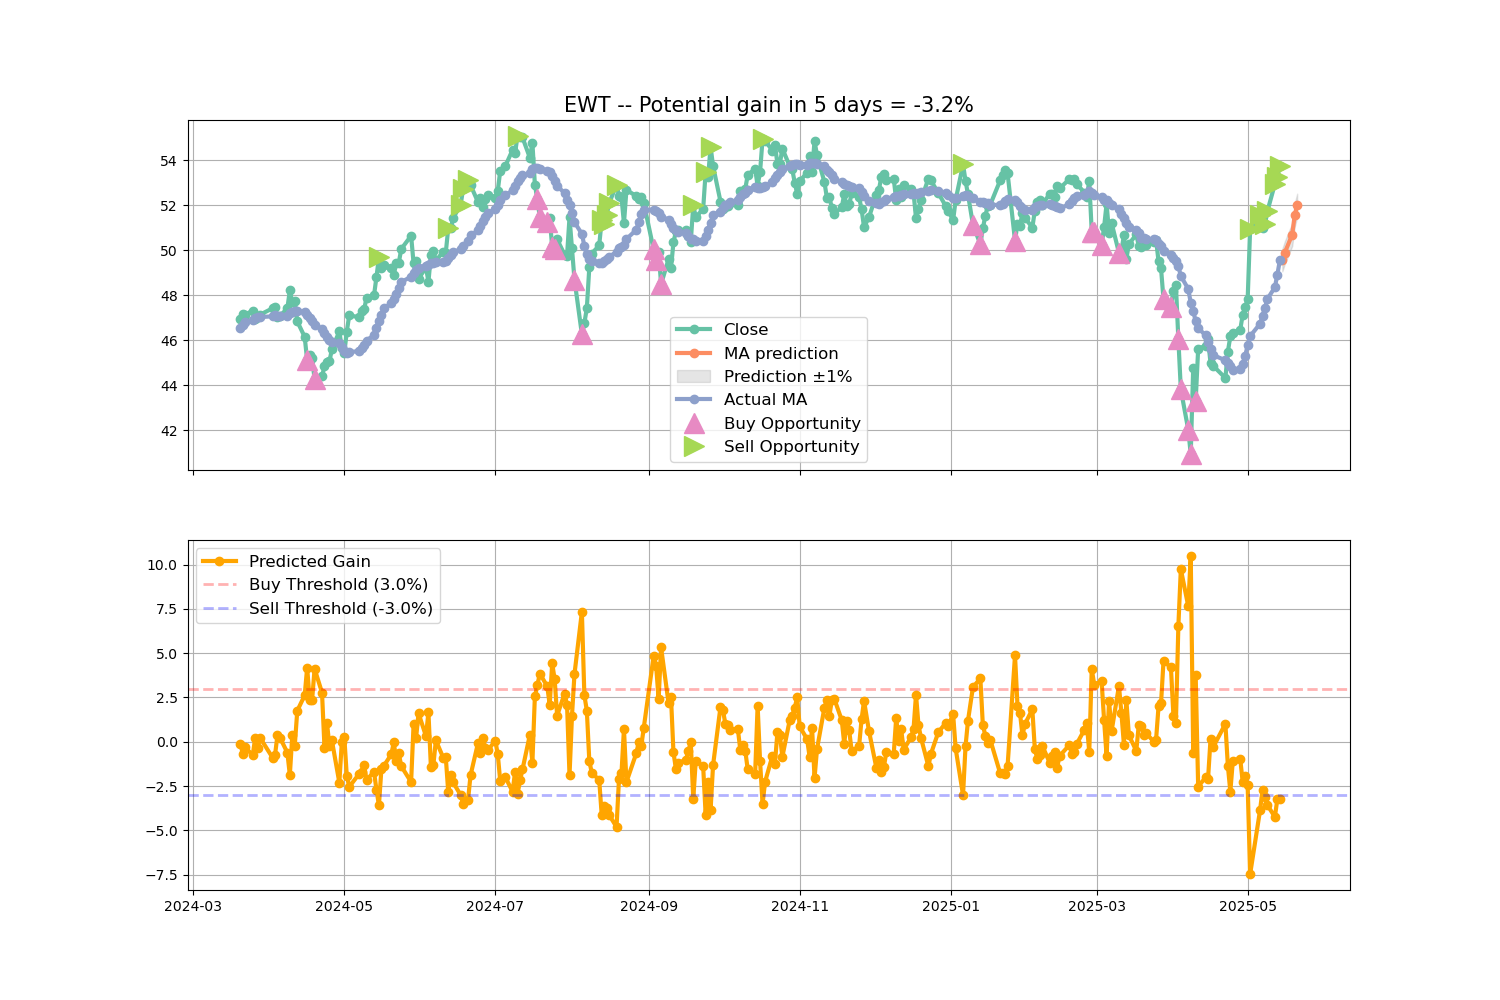 EWT -- Potential gain in 5 days = -3.2%
54
52
50
48
46
44
42
Close
MA prediction
Prediction ±1%
Actual MA
Buy Opportunity
Sell Opportunity
10.0
7.5
5.0
2.5
0.0
−2.5
−5.0
−7.5
Predicted Gain
Buy Threshold (3.0%)
Sell Threshold (-3.0%)
2024-03
2024-05
2024-07
2024-09
2024-11
2025-01
2025-03
2025-05